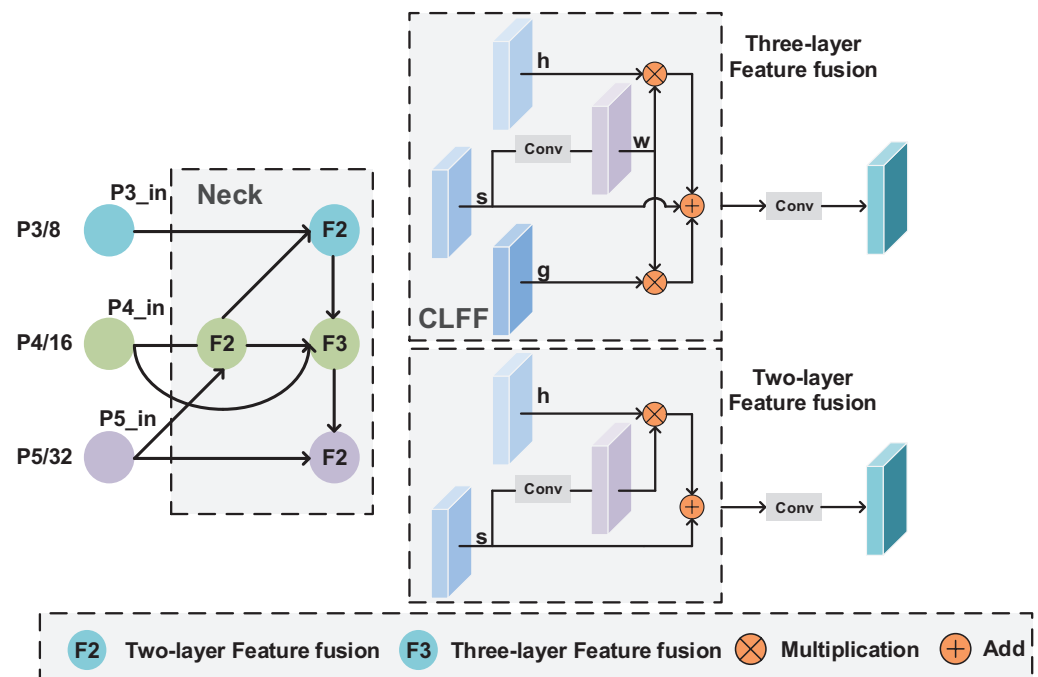 P3_in
Neck
P3/8
F2
P4_in
P4/16
F2
F3
P5_in
P5/32
F2
h
Conv
w
s
g
CLFF
Three-layer
Feature fusion
Conv
h
Conv
s
Two-layer
Feature fusion
Conv
F2 Two-layer Feature fusion F3 Three-layer Feature fusion Multiplication Add